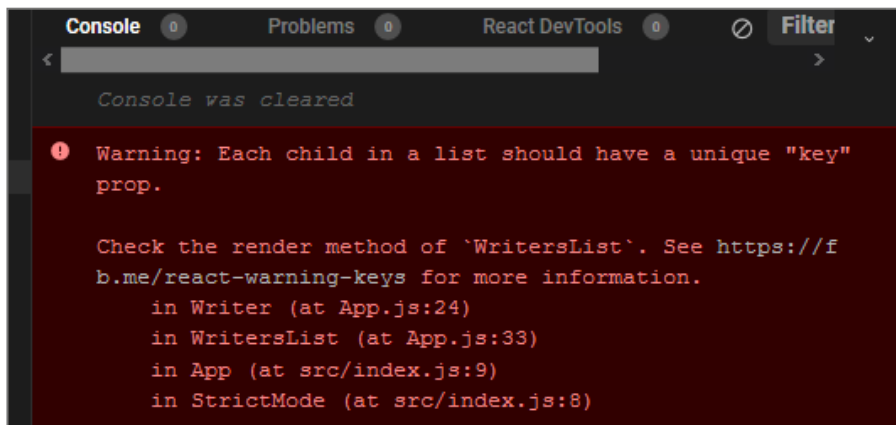 Console 0 Problems 0 React DevTools 0 Filter
Console was cleared
Warning: Each child in a list should have a unique "key"
prop.
Check the render method of `WritersList`. See https://f
b.me/react-warning-keys for more information.
in Writer (at App.js:24)
in WritersList (at App.js:33)
in App (at src/index.js:9)
in StrictMode (at src/index.js:8)